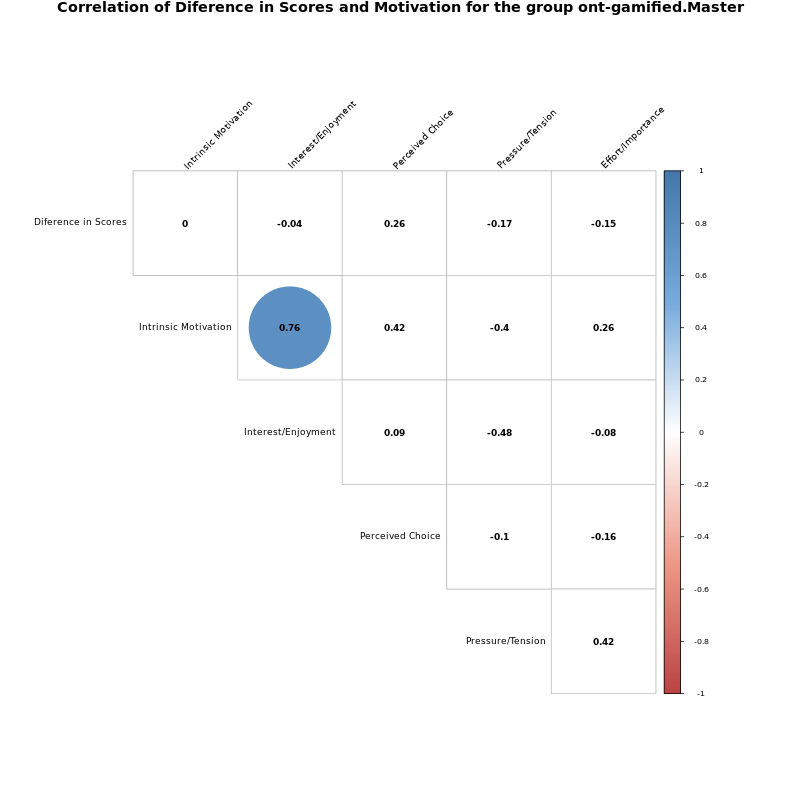 Correlation of Diference in Scores and Motivation for the group ont-gamified.Master
Intrinsic Motivation
Interest/Enjoyment
Perceived Choice
Pressure/Tension
Effort/Importance
Diference in Scores 0 -0.04 0.26 -0.17 -0.15
Intrinsic Motivation 0.76 0.42 -0.4 0.26
Interest/Enjoyment 0.09 -0.48 -0.08
Perceived Choice -0.1 -0.16
Pressure/Tension 0.42
1
0.8
0.6
0.4
0.2
0
-0.2
-0.4
-0.6
-0.8
-1